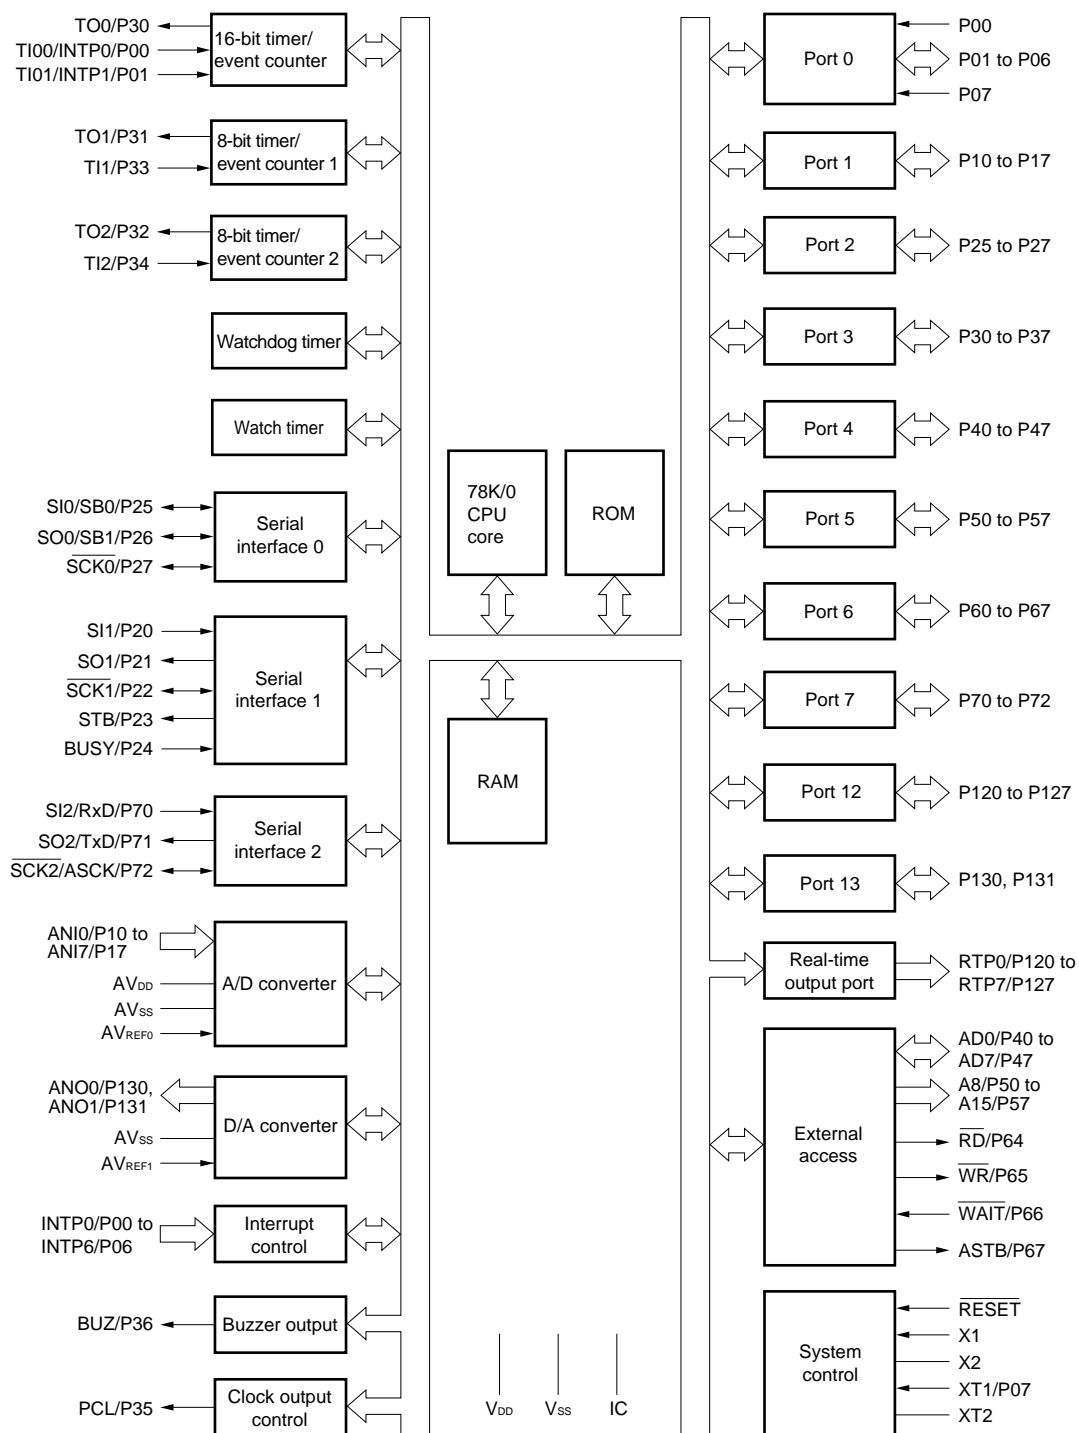 TO0/P30
TI00/INTP0/P00
TI01/INTP1/P01
16-bit timer/
event counter
TO1/P31
TI1/P33
8-bit timer/
event counter 1
TO2/P32
TI2/P34
8-bit timer/
event counter 2
Watchdog timer
Watch timer
SI0/SB0/P25
SO0/SB1/P26
SCK0/P27
Serial
interface 0
SI1/P20
SO1/P21
SCK1/P22
STB/P23
BUSY/P24
Serial
interface 1
SI2/RxD/P70
SO2/TxD/P71
SCK2/ASCK/P72
Serial
interface 2
ANI0/P10 to
ANI7/P17
AVDD
AVSS
AVREF0
A/D converter
ANO0/P130,
ANO1/P131
AVSS
AVREF1
D/A converter
INTP0/P00 to
INTP6/P06
Interrupt
control
BUZ/P36
Buzzer output
PCL/P35
Clock output
control
78K/0
CPU
core
ROM
RAM
VDD
VSS
IC
Port 0
P00
P01 to P06
P07
Port 1
P10 to P17
Port 2
P25 to P27
Port 3
P30 to P37
Port 4
P40 to P47
Port 5
P50 to P57
Port 6
P60 to P67
Port 7
P70 to P72
Port 12
P120 to P127
Port 13
P130, P131
Real-time
output port
RTP0/P120 to
RTP7/P127
External
access
AD0/P40 to
AD7/P47
A8/P50 to
A15/P57
RD/P64
WR/P65
WAIT/P66
ASTB/P67
System
control
RESET
X1
X2
XT1/P07
XT2